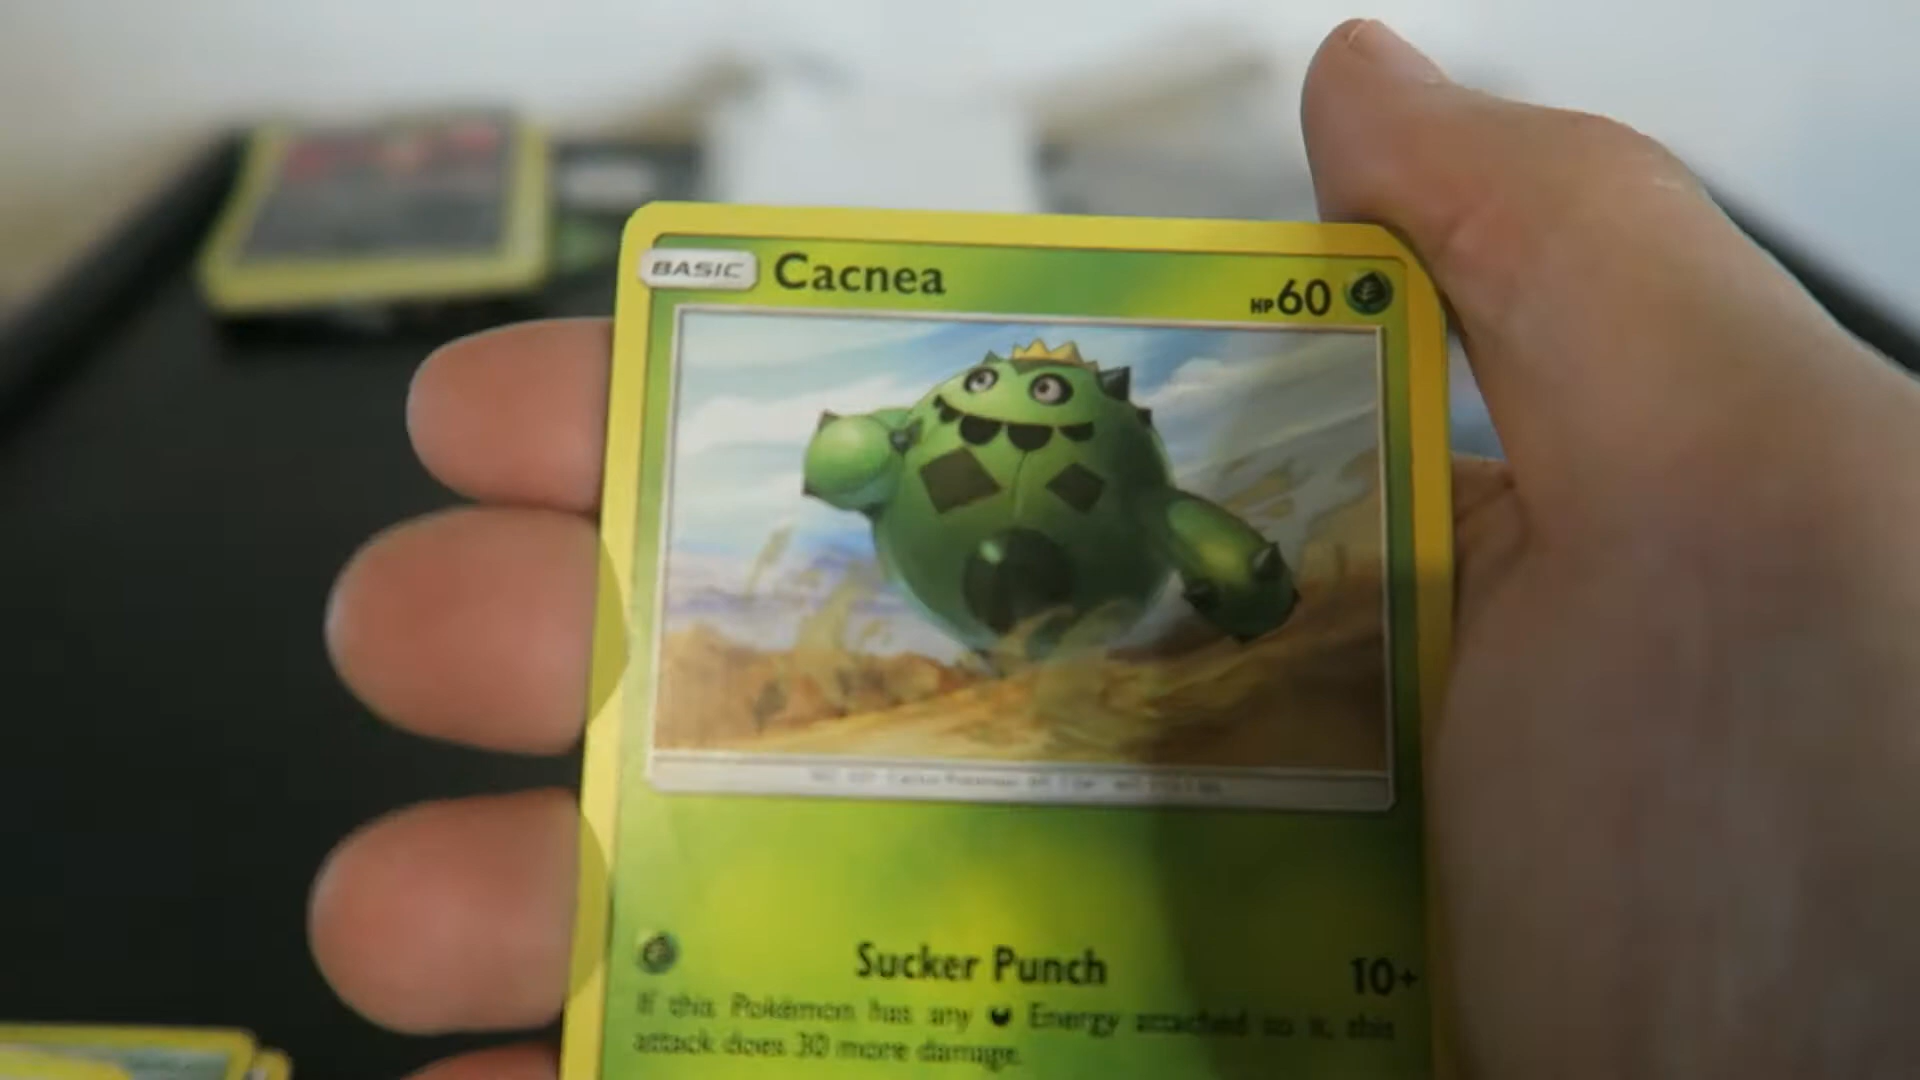 BASIC Cacnea HP 60
Sucker Punch 10+
If this Pokémon has any Energy attached to it, this
attack does 30 more damage.